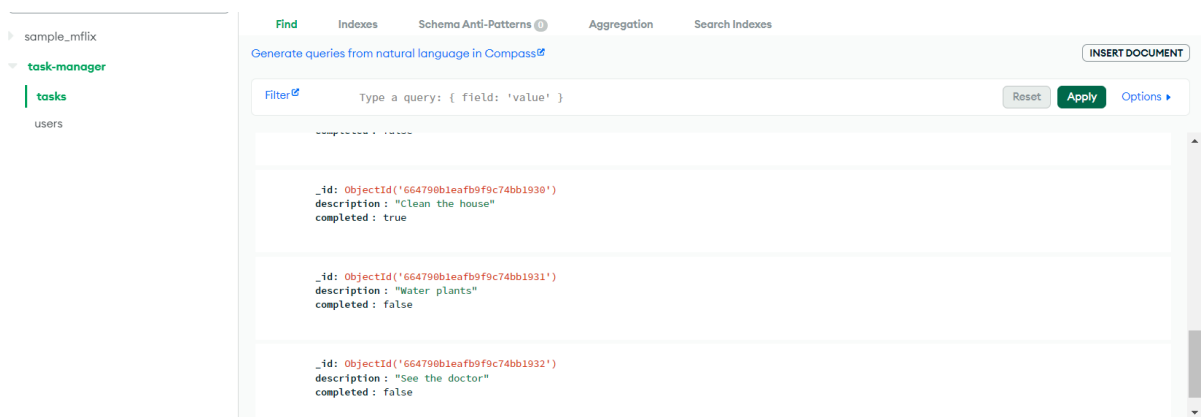 Find Indexes Schema Anti-Patterns 0 Aggregation Search Indexes
sample_mflix
task-manager
tasks
users
Generate queries from natural language in Compass
INSERT DOCUMENT
Filter Type a query: { field: 'value' } Reset Apply Options
completed : false
_id: ObjectId('664790b1eafb9f9c74bb1930')
description : "Clean the house"
completed : true
_id: ObjectId('664790b1eafb9f9c74bb1931')
description : "Water plants"
completed : false
_id: ObjectId('664790b1eafb9f9c74bb1932')
description : "See the doctor"
completed : false